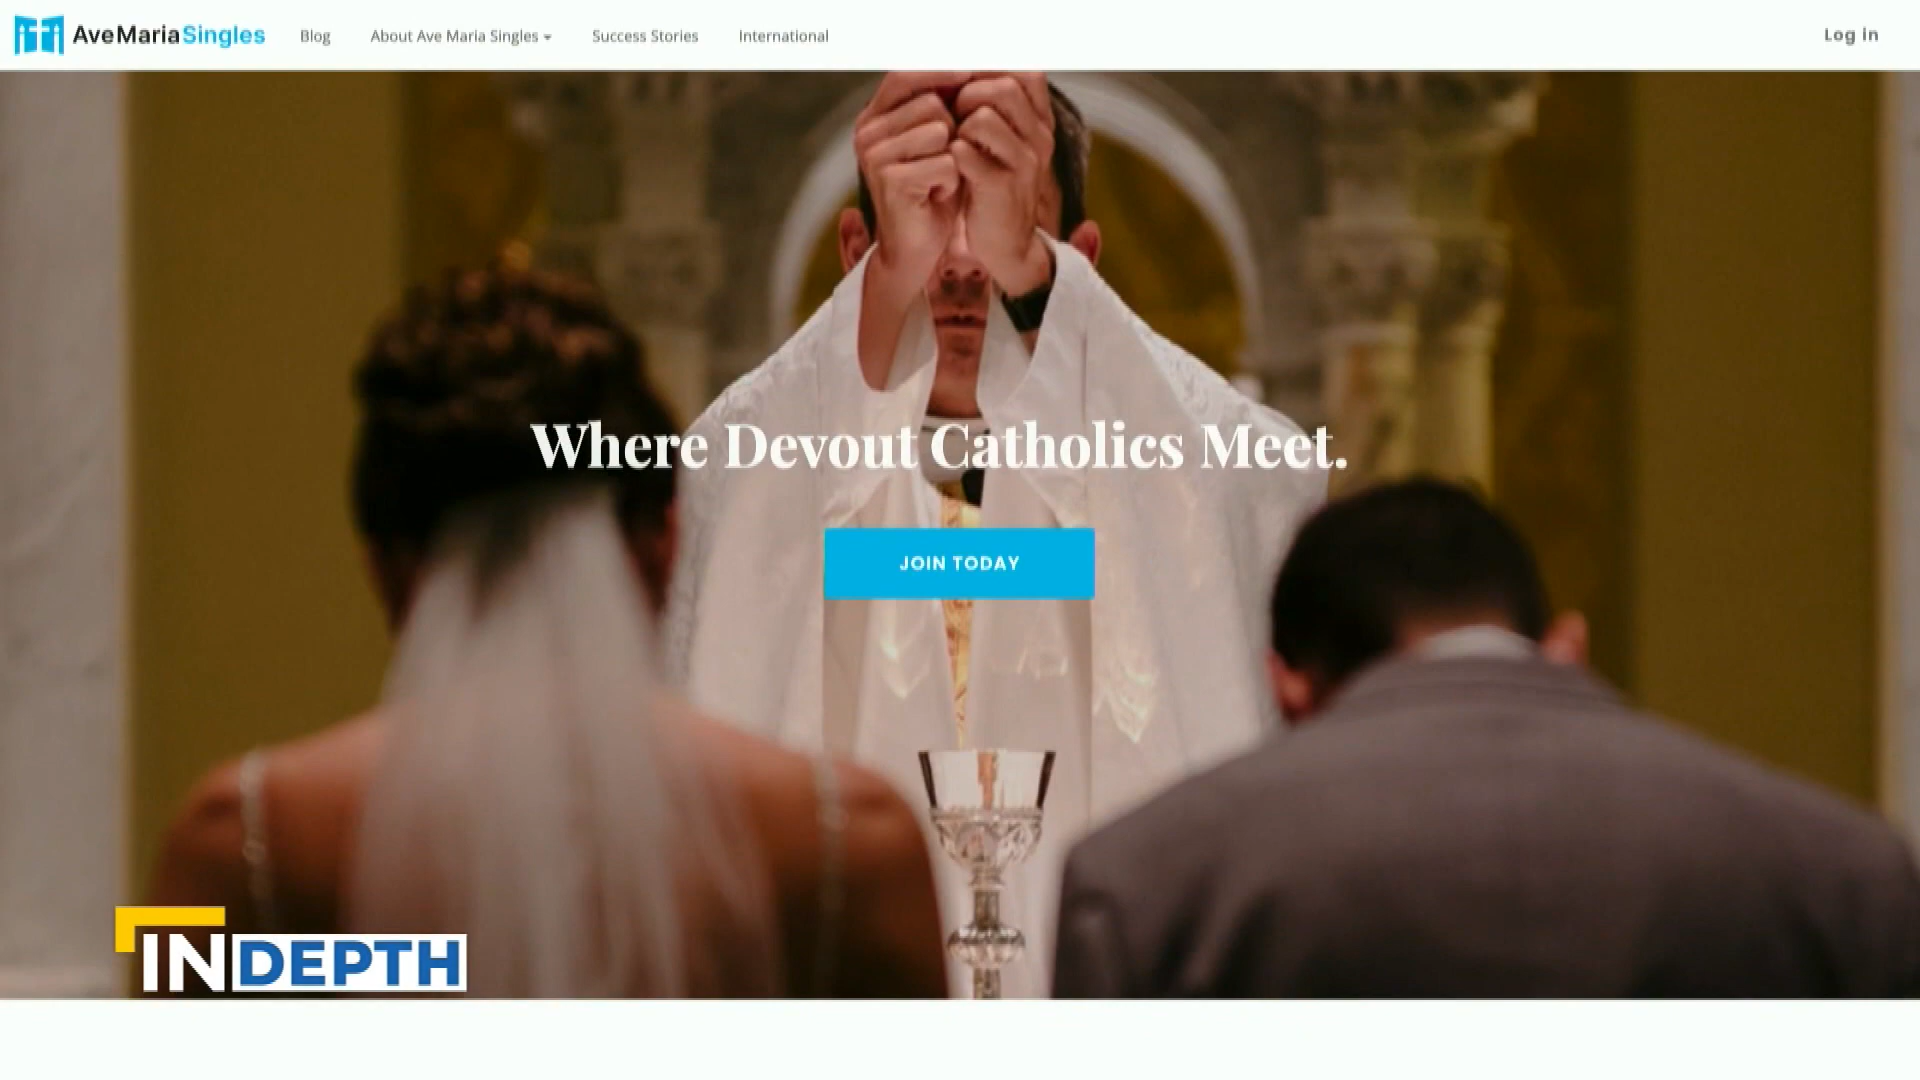 AveMariaSingles
Blog
About Ave Maria Singles
Success Stories
International
Log in
Where Devout Catholics Meet.
JOIN TODAY
INDEPTH